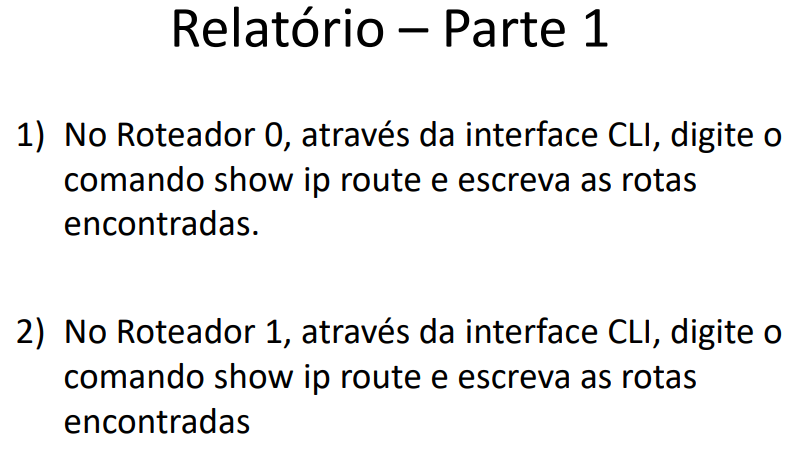 Relatório – Parte 1
1) No Roteador 0, através da interface CLI, digite o
comando show ip route e escreva as rotas
encontradas.
2) No Roteador 1, através da interface CLI, digite o
comando show ip route e escreva as rotas
encontradas